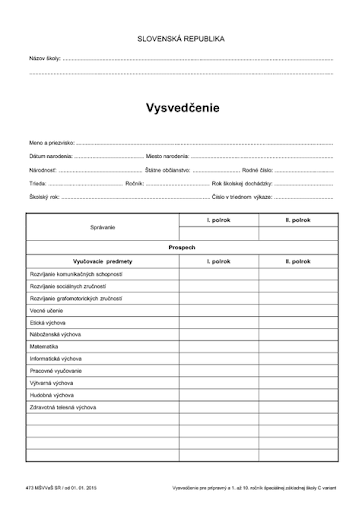 SLOVENSKÁ REPUBLIKA
Názov školy: ........................................................................
........................................................................
Vysvedčenie
Meno a priezvisko: ........................................................................
Dátum narodenia: .............................. Miesto narodenia: ........................................
Národnosť: .............................. Štátne občianstvo: .................... Rodné číslo: ....................
Trieda: .............................. Ročník: .............................. Rok školskej dochádzky: ....................
Školský rok: ........................................ Číslo v triednom výkaze: ....................
Správanie I. polrok II. polrok
Prospech
Vyučovacie predmety I. polrok II. polrok
Rozvíjanie komunikačných schopností
Rozvíjanie sociálnych zručností
Rozvíjanie grafomotorických zručností
Vecné učenie
Etická výchova
Náboženská výchova
Matematika
Informatická výchova
Pracovné vyučovanie
Výtvarná výchova
Hudobná výchova
Zdravotná telesná výchova
473 MŠVVaŠ SR / od 01. 01. 2015 Vysvedčenie pre prípravný a 1. až 10. ročník špeciálnej základnej školy C variant